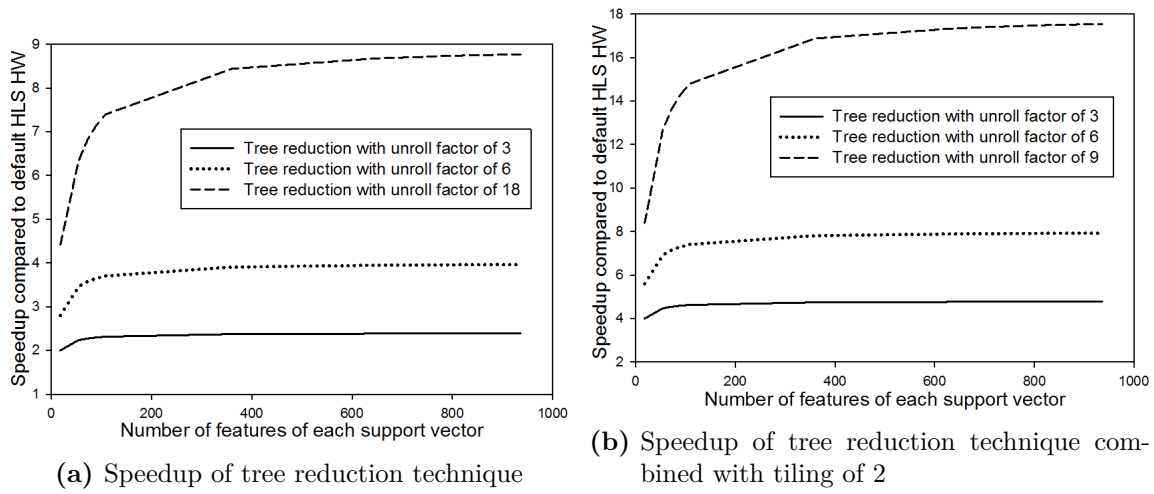 Speedup compared to default HLS HW
9
8
7
6
5
4
3
2
1
Tree reduction with unroll factor of 3
Tree reduction with unroll factor of 6
Tree reduction with unroll factor of 18
0 200 400 600 800 1000
Number of features of each support vector
(a) Speedup of tree reduction technique
Speedup compared to default HLS HW
18
16
14
12
10
8
6
4
2
Tree reduction with unroll factor of 3
Tree reduction with unroll factor of 6
Tree reduction with unroll factor of 9
0 200 400 600 800 1000
Number of features of each support vector
(b) Speedup of tree reduction technique com-
bined with tiling of 2